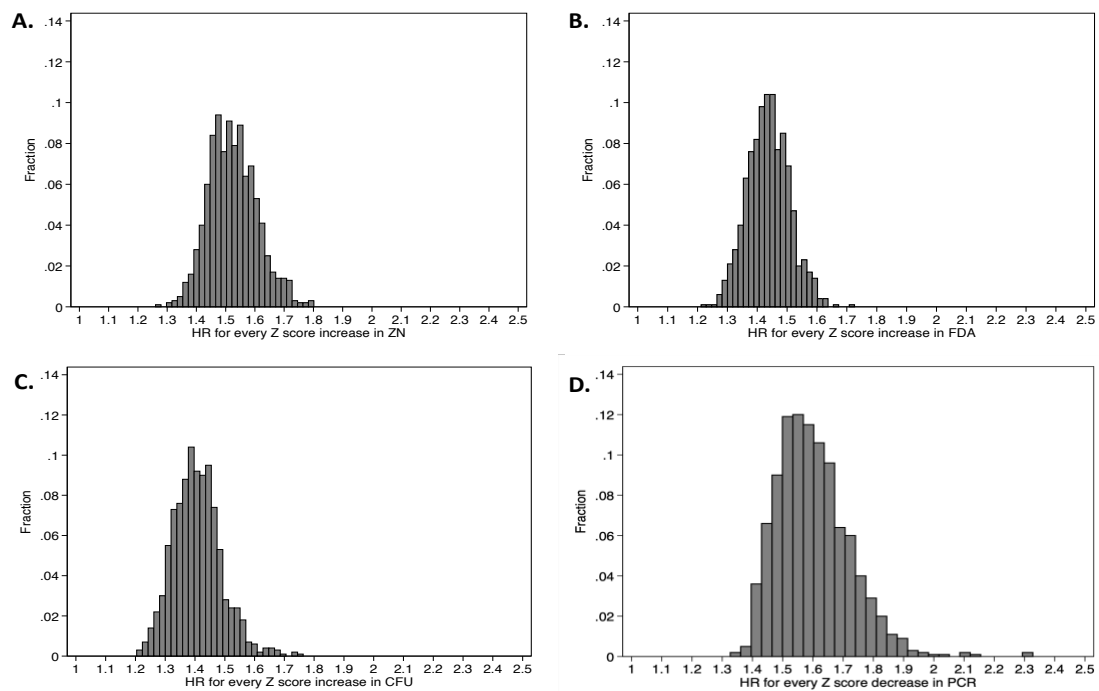 A.
.14
.12
.1
.08
.06
.04
.02
0
Fraction
1 1.1 1.2 1.3 1.4 1.5 1.6 1.7 1.8 1.9 2 2.1 2.2 2.3 2.4 2.5
HR for every Z score increase in ZN
B.
.14
.12
.1
.08
.06
.04
.02
0
Fraction
1 1.1 1.2 1.3 1.4 1.5 1.6 1.7 1.8 1.9 2 2.1 2.2 2.3 2.4 2.5
HR for every Z score increase in FDA
C.
.14
.12
.1
.08
.06
.04
.02
0
Fraction
1 1.1 1.2 1.3 1.4 1.5 1.6 1.7 1.8 1.9 2 2.1 2.2 2.3 2.4 2.5
HR for every Z score increase in CFU
D.
.14
.12
.1
.08
.06
.04
.02
0
Fraction
1 1.1 1.2 1.3 1.4 1.5 1.6 1.7 1.8 1.9 2 2.1 2.2 2.3 2.4 2.5
HR for every Z score decrease in PCR